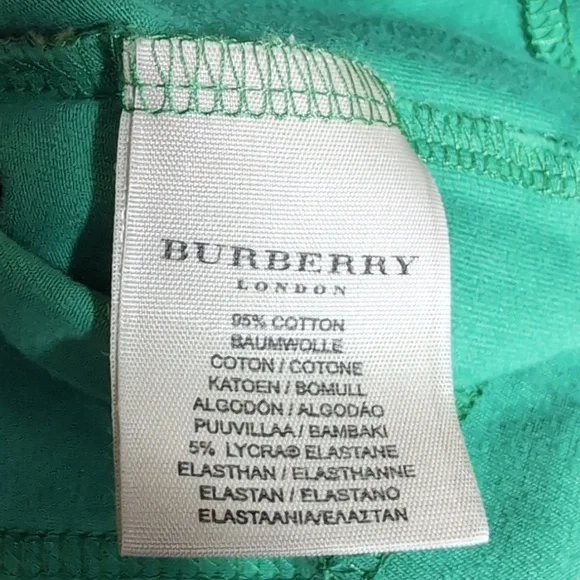 BURBERRY
LONDON
95% COTTON
BAUMWOLLE
COTON / COTONE
KATOEN / BOMULL
ALGODÓN / ALGODÃO
PUUVILLAA / BAMBAKI
5% LYCRA® ELASTANE
ELASTHAN / ELASTHANNE
ELASTAN / ELASTANO
ELASTAANIA/ΕΛΑΣΤΑΝ